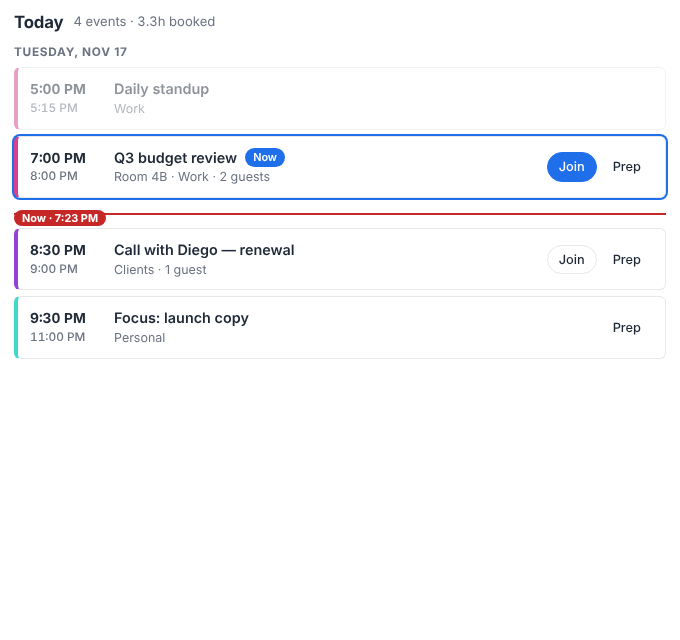 Today 4 events · 3.3h booked
TUESDAY, NOV 17
5:00 PM Daily standup
5:15 PM Work
7:00 PM Q3 budget review Now
8:00 PM Room 4B · Work · 2 guests
Join Prep
Now · 7:23 PM
8:30 PM Call with Diego — renewal
9:00 PM Clients · 1 guest
Join Prep
9:30 PM Focus: launch copy
11:00 PM Personal
Prep